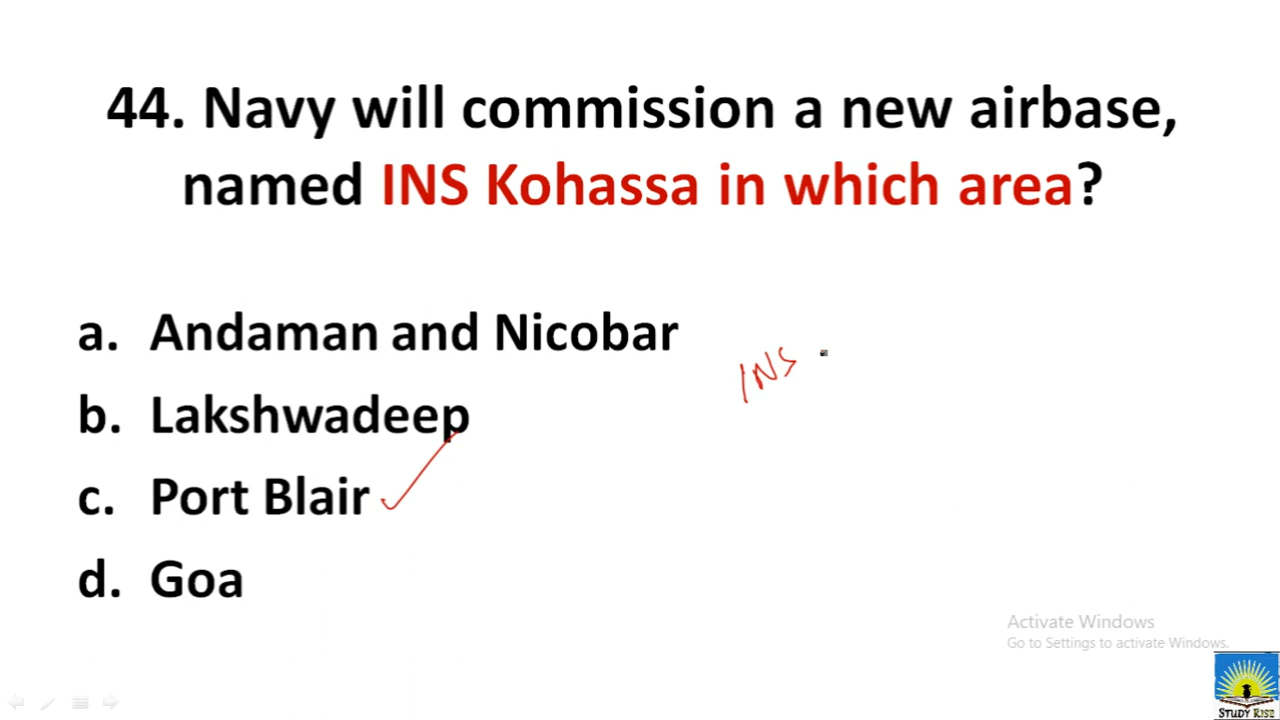 44. Navy will commission a new airbase,
named INS Kohassa in which area?
a. Andaman and Nicobar
INS
b. Lakshwadeep
c. Port Blair
d. Goa
Activate Windows
Go to Settings to activate Windows.
STUDY RISE